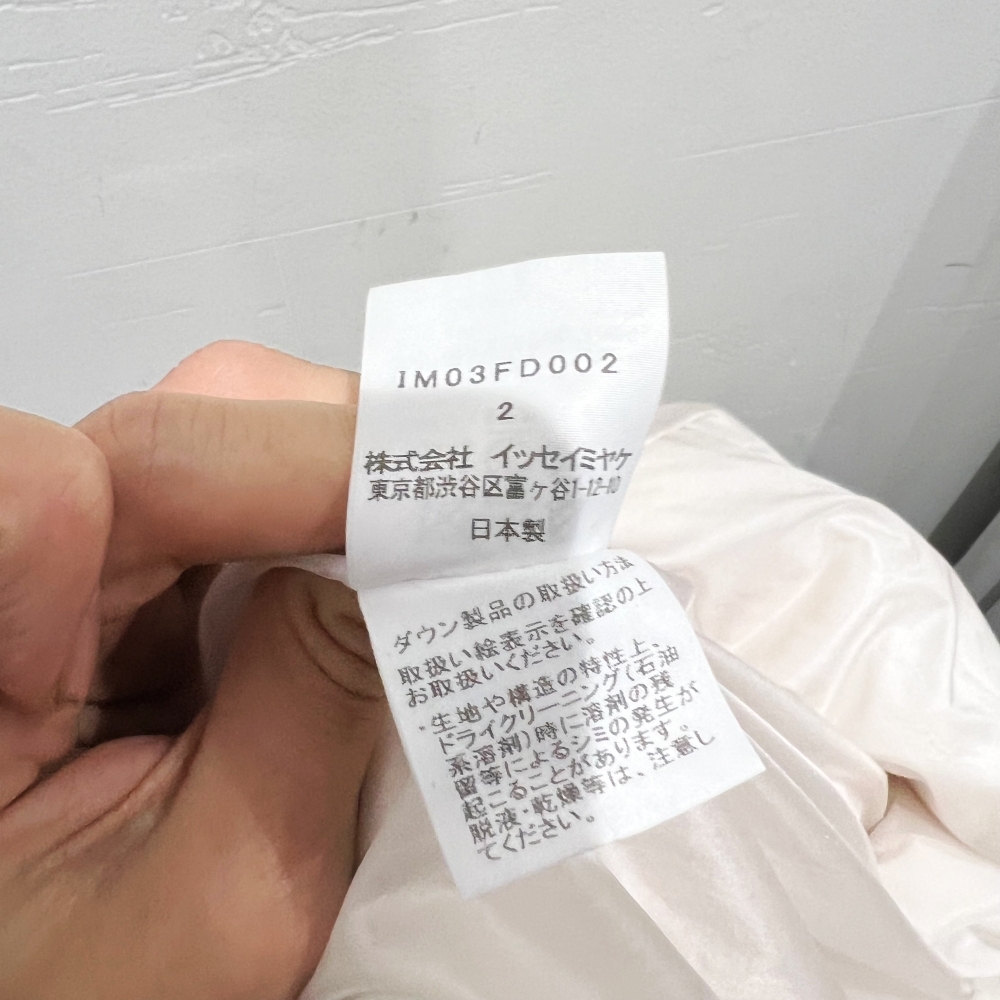 IM03FD002
2
株式会社 イッセイミヤケ
東京都渋谷区富ヶ谷1-12-10
日本製
ダウン製品の取扱い方法
取扱い絵表示を確認の上
お取扱いください。
・生地や構造の特性上、
ドライクリーニング(石油
系溶剤)時に溶剤の残
留等によるシミの発生が
起こることがあります。
脱液・乾燥等は、注意し
てください。